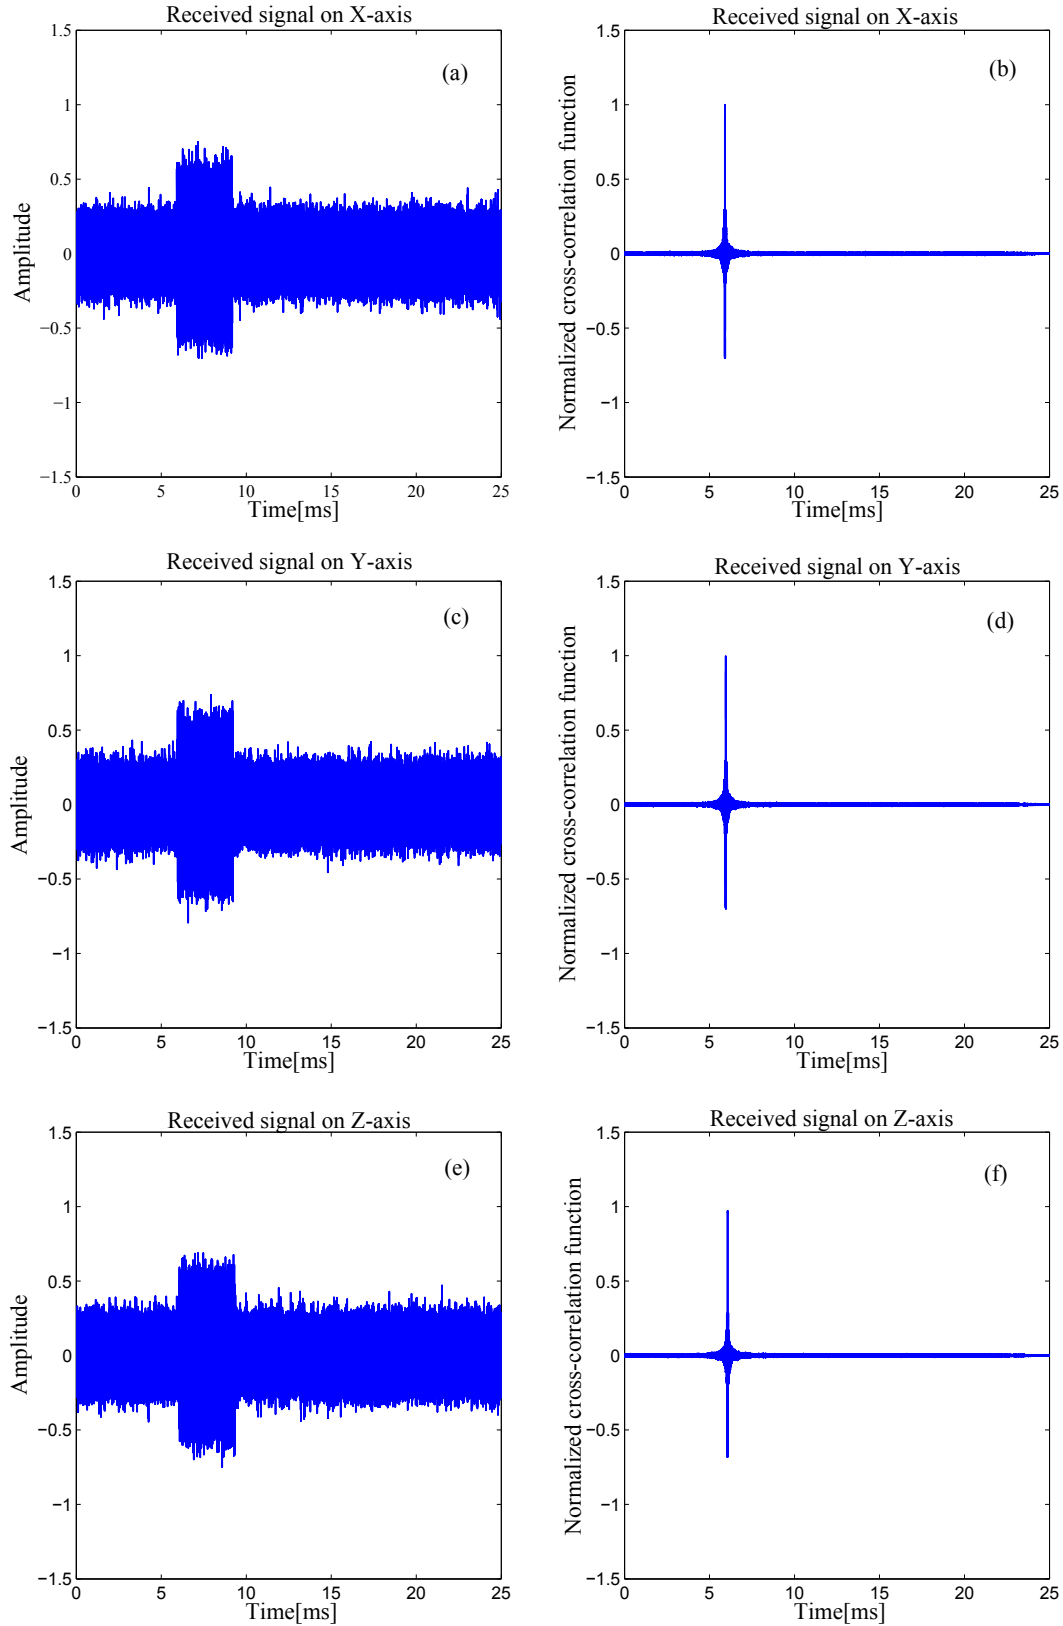 Received signal on X-axis
(a)
Amplitude
1.5
1
0.5
0
−0.5
−1
−1.5
0 5 10 15 20 25
Time[ms]
Received signal on X-axis
(b)
Normalized cross-correlation function
1.5
1
0.5
0
−0.5
−1
−1.5
0 5 10 15 20 25
Time[ms]
Received signal on Y-axis
(c)
Amplitude
1.5
1
0.5
0
−0.5
−1
−1.5
0 5 10 15 20 25
Time[ms]
Received signal on Y-axis
(d)
Normalized cross-correlation function
1.5
1
0.5
0
−0.5
−1
−1.5
0 5 10 15 20 25
Time[ms]
Received signal on Z-axis
(e)
Amplitude
1.5
1
0.5
0
−0.5
−1
−1.5
0 5 10 15 20 25
Time[ms]
Received signal on Z-axis
(f)
Normalized cross-correlation function
1.5
1
0.5
0
−0.5
−1
−1.5
0 5 10 15 20 25
Time[ms]